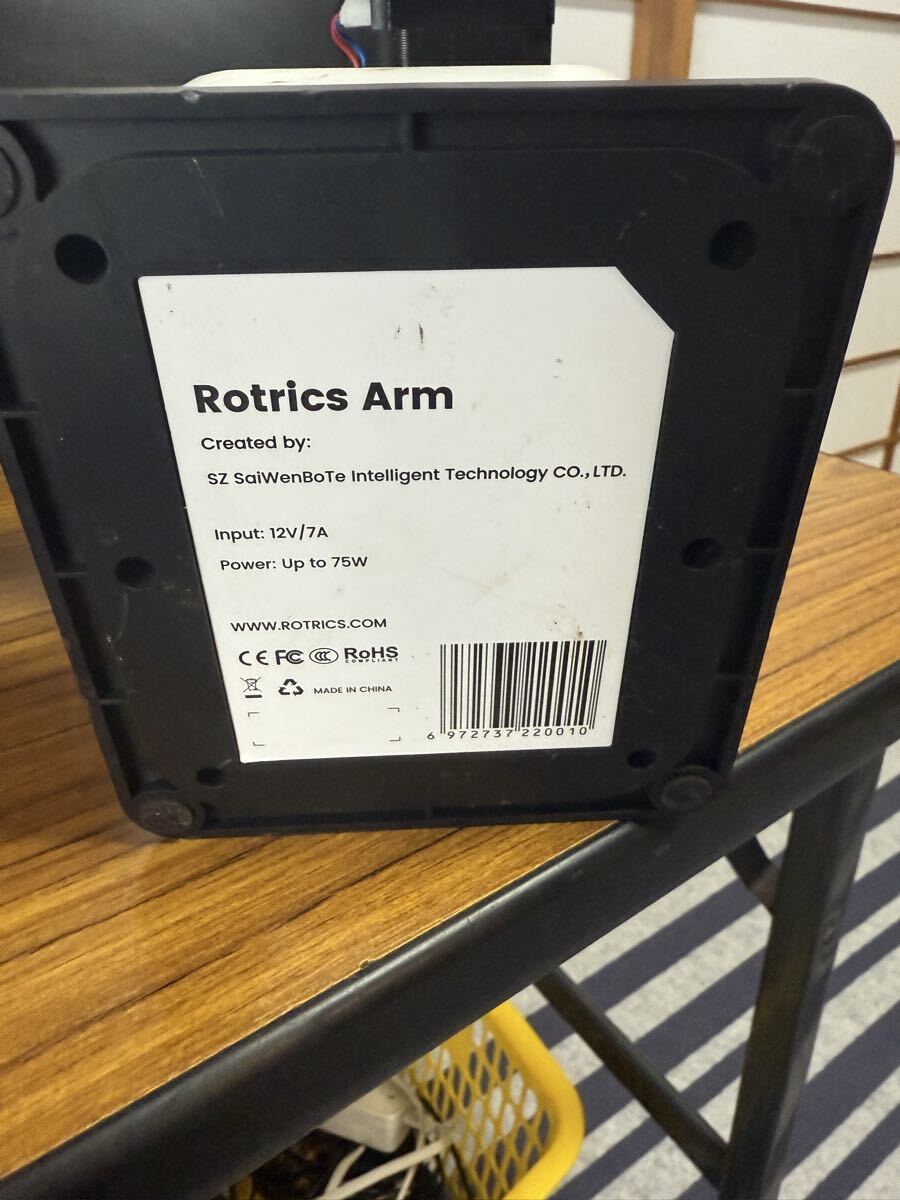 Rotrics Arm
Created by:
SZ SaiWenBoTe Intelligent Technology CO., LTD.
Input: 12V/7A
Power: Up to 75W
WWW.ROTRICS.COM
CE FC CCC RoHS
COMPLIANT
MADE IN CHINA
6 972737 220010